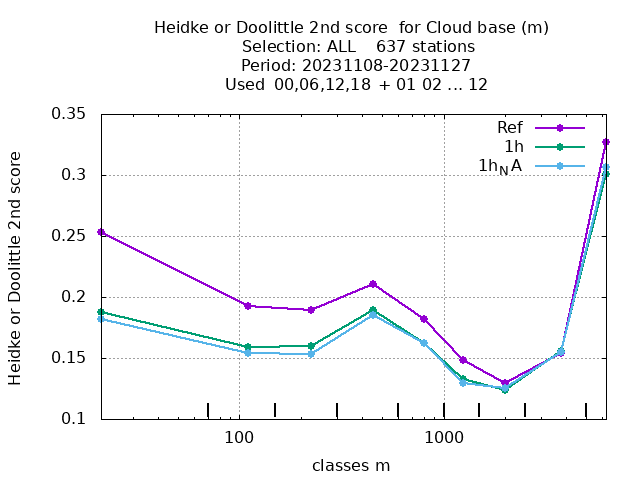 Heidke or Doolittle 2nd score  for Cloud base (m)
Selection: ALL    637 stations
Period: 20231108-20231127
Used  00,06,12,18 + 01 02 ... 12
Heidke or Doolittle 2nd score
0.35
0.3
0.25
0.2
0.15
0.1
Ref
1h
1h_NA
100
1000
classes m